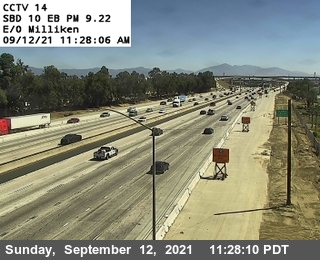 CCTV 14
SBD 10 EB PM 9.22
E/O Milliken
09/12/21 11:28:06 AM
Sunday, September 12, 2021 11:28:10 PDT